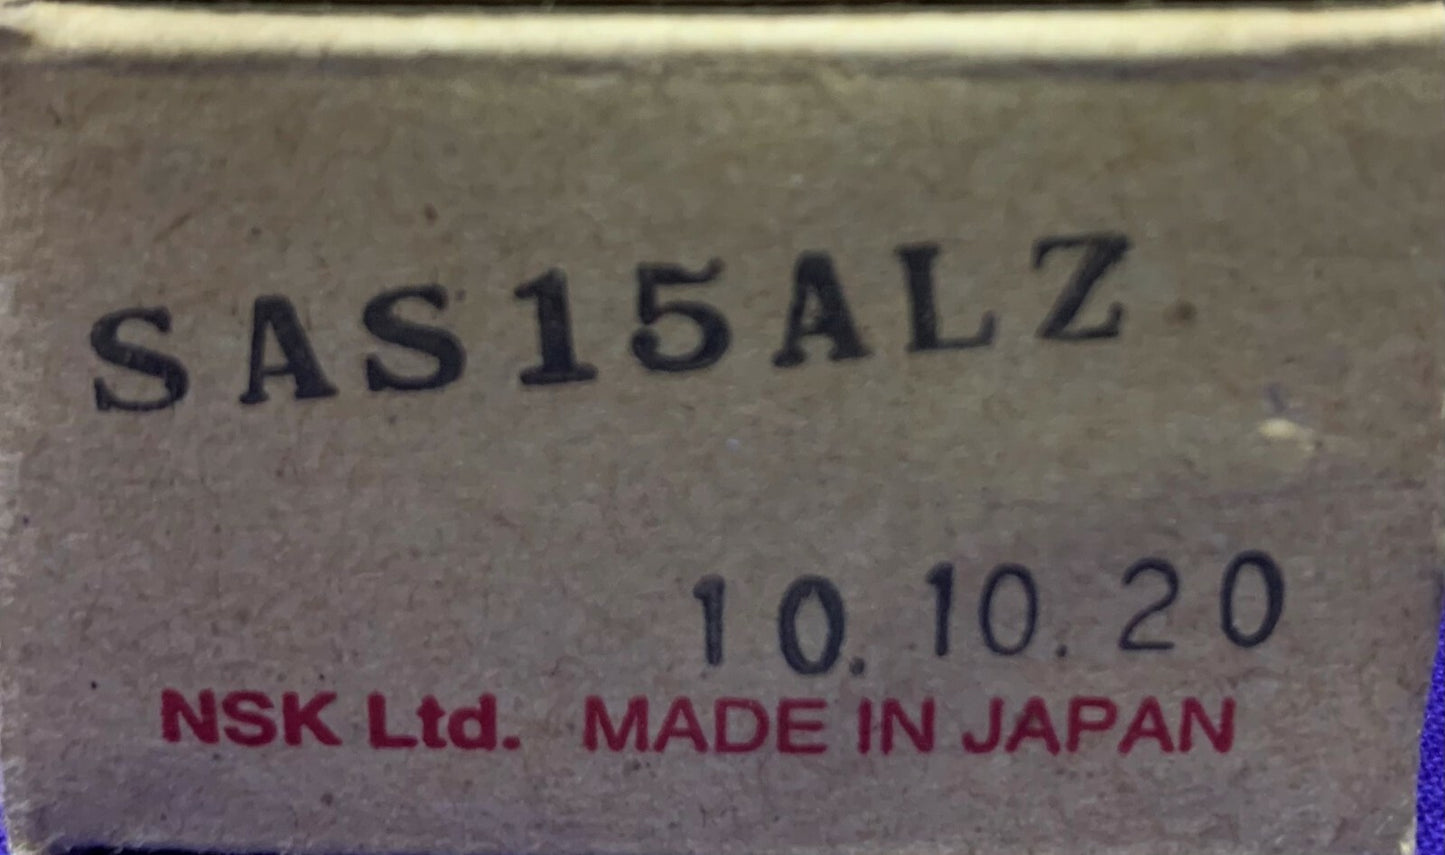 SAS15ALZ
10.10.20
NSK Ltd. MADE IN JAPAN